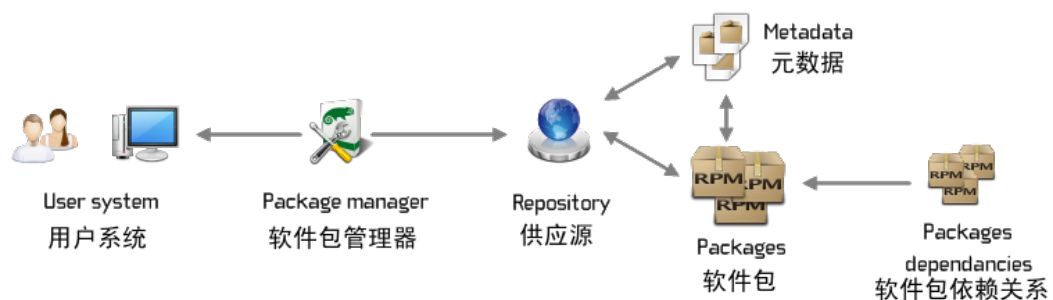 Metadata
元数据
User system
用户系统
Package manager
软件包管理器
Repository
供应源
RPM
RPM
RPM
Packages
软件包
RPM
RPM
RPM
Packages
dependancies
软件包依赖关系